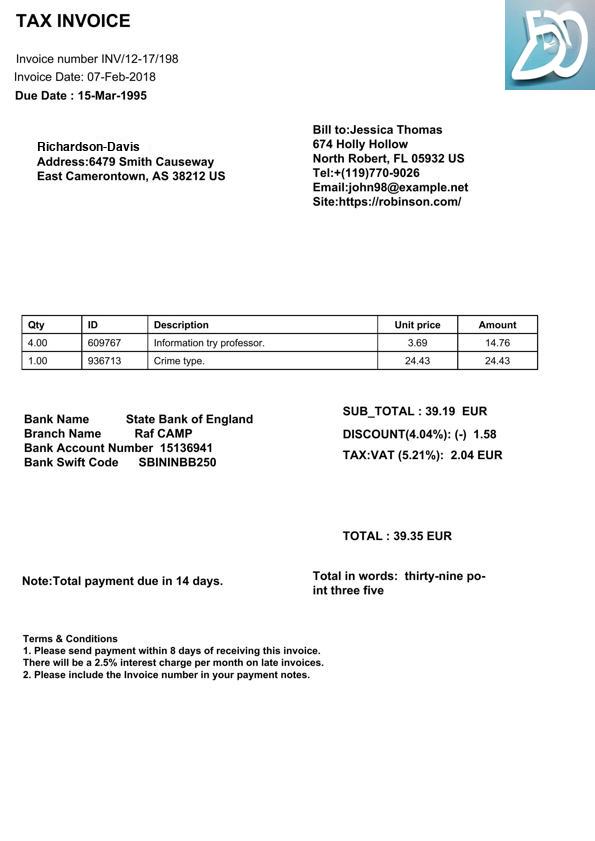 TAX INVOICE
Invoice number INV/12-17/198
Invoice Date: 07-Feb-2018
Due Date : 15-Mar-1995
Richardson-Davis
Address:6479 Smith Causeway
East Camerontown, AS 38212 US
Bill to:Jessica Thomas
674 Holly Hollow
North Robert, FL 05932 US
Tel:+(119)770-9026
Email:john98@example.net
Site:https://robinson.com/
Qty ID Description Unit price Amount
4.00 609767 Information try professor. 3.69 14.76
1.00 936713 Crime type. 24.43 24.43
Bank Name State Bank of England
Branch Name Raf CAMP
Bank Account Number 15136941
Bank Swift Code SBININBB250
SUB_TOTAL : 39.19 EUR
DISCOUNT(4.04%): (-) 1.58
TAX:VAT (5.21%): 2.04 EUR
TOTAL : 39.35 EUR
Note:Total payment due in 14 days.
Total in words: thirty-nine po-
int three five
Terms & Conditions
1. Please send payment within 8 days of receiving this invoice.
There will be a 2.5% interest charge per month on late invoices.
2. Please include the Invoice number in your payment notes.